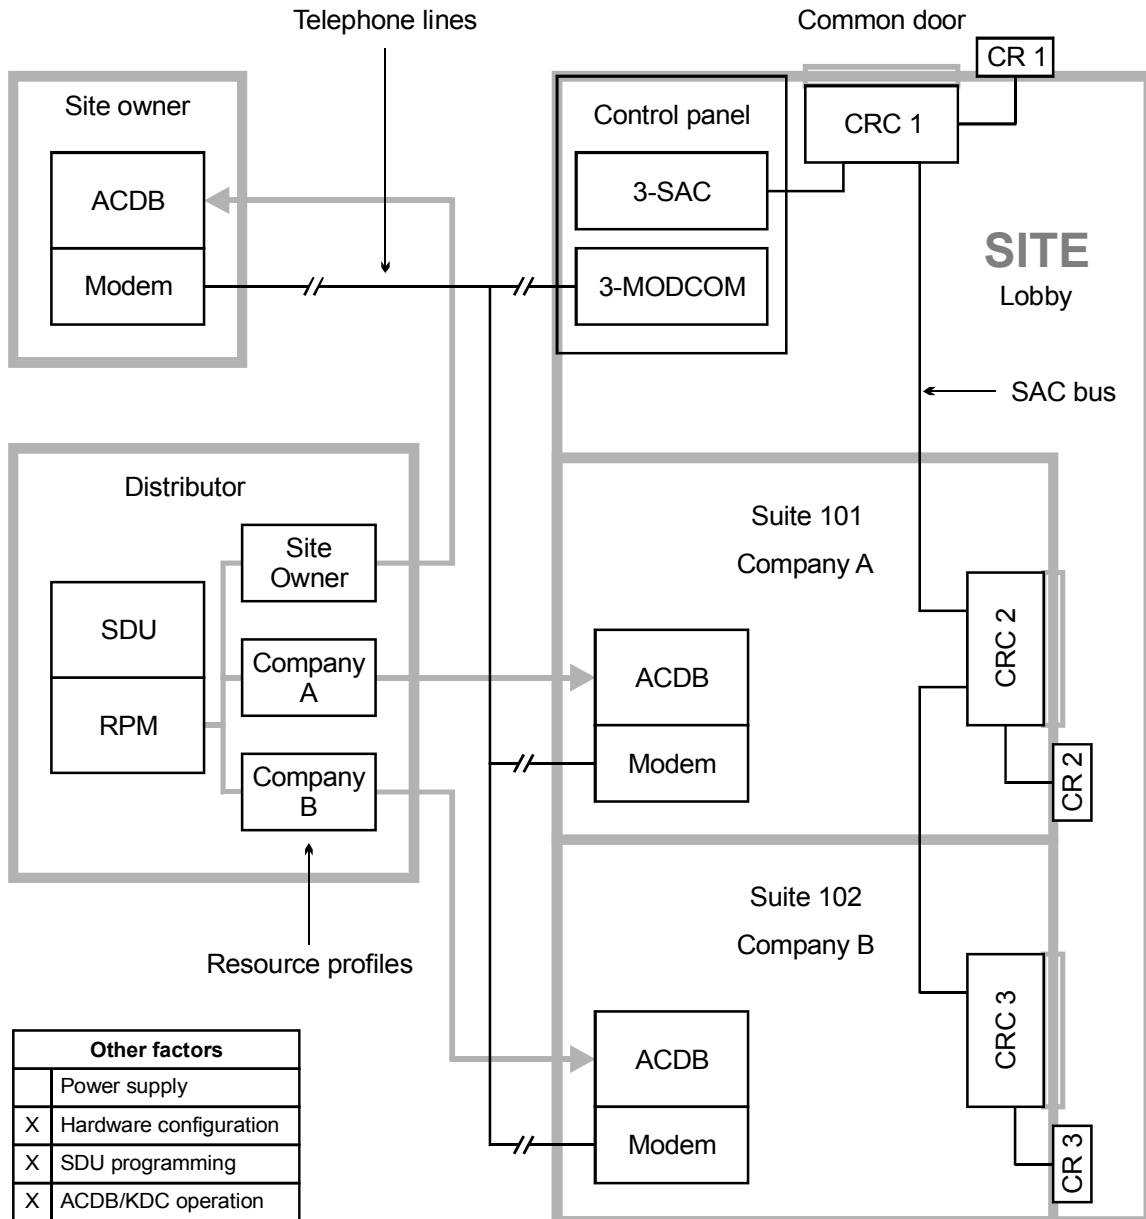 Telephone lines
Common door
CR 1
Site owner
ACDB
Modem
Control panel
3-SAC
3-MODCOM
CRC 1
SITE
Lobby
SAC bus
Distributor
SDU
RPM
Site
Owner
Company
A
Company
B
Resource profiles
Suite 101
Company A
ACDB
Modem
CRC 2
CR 2
Suite 102
Company B
ACDB
Modem
CRC 3
CR 3
Other factors
Power supply
X Hardware configuration
X SDU programming
X ACDB/KDC operation